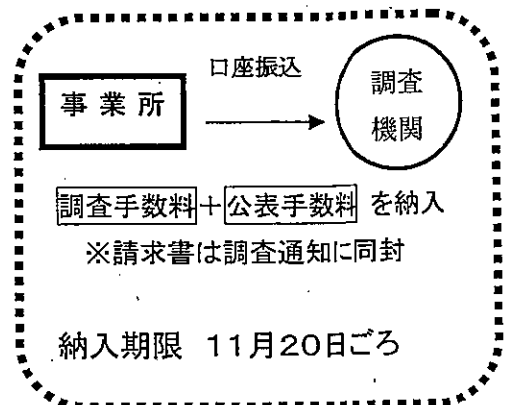 口座振込
事業所
調査
機関
調査手数料+公表手数料 を納入
※請求書は調査通知に同封
納入期限 11月20日ごろ